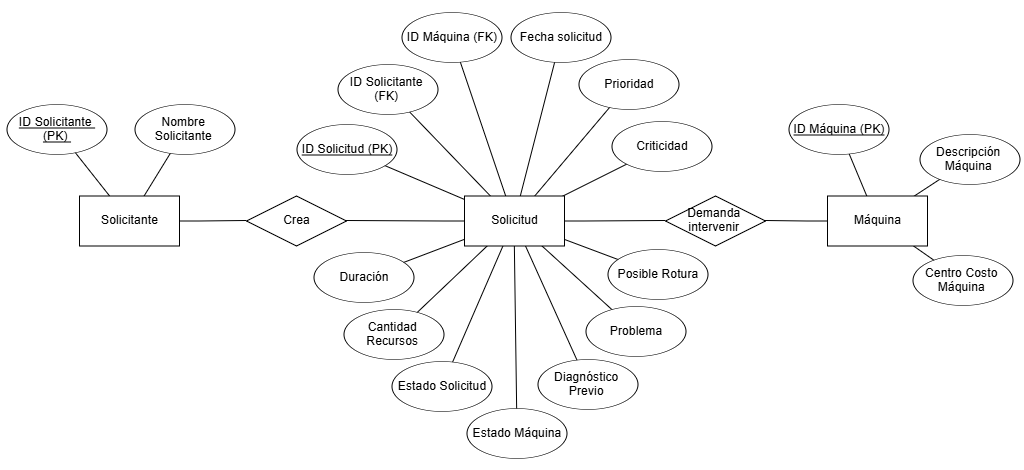 ID Máquina (FK)
Fecha solicitud
ID Solicitante
(FK)
Prioridad
ID Solicitante
(PK)
Nombre
Solicitante
ID Solicitud (PK)
Criticidad
ID Máquina (PK)
Descripción
Máquina
Solicitante
Crea
Solicitud
Demanda
intervenir
Máquina
Duración
Posible Rotura
Centro Costo
Máquina
Cantidad
Recursos
Problema
Estado Solicitud
Diagnóstico
Previo
Estado Máquina